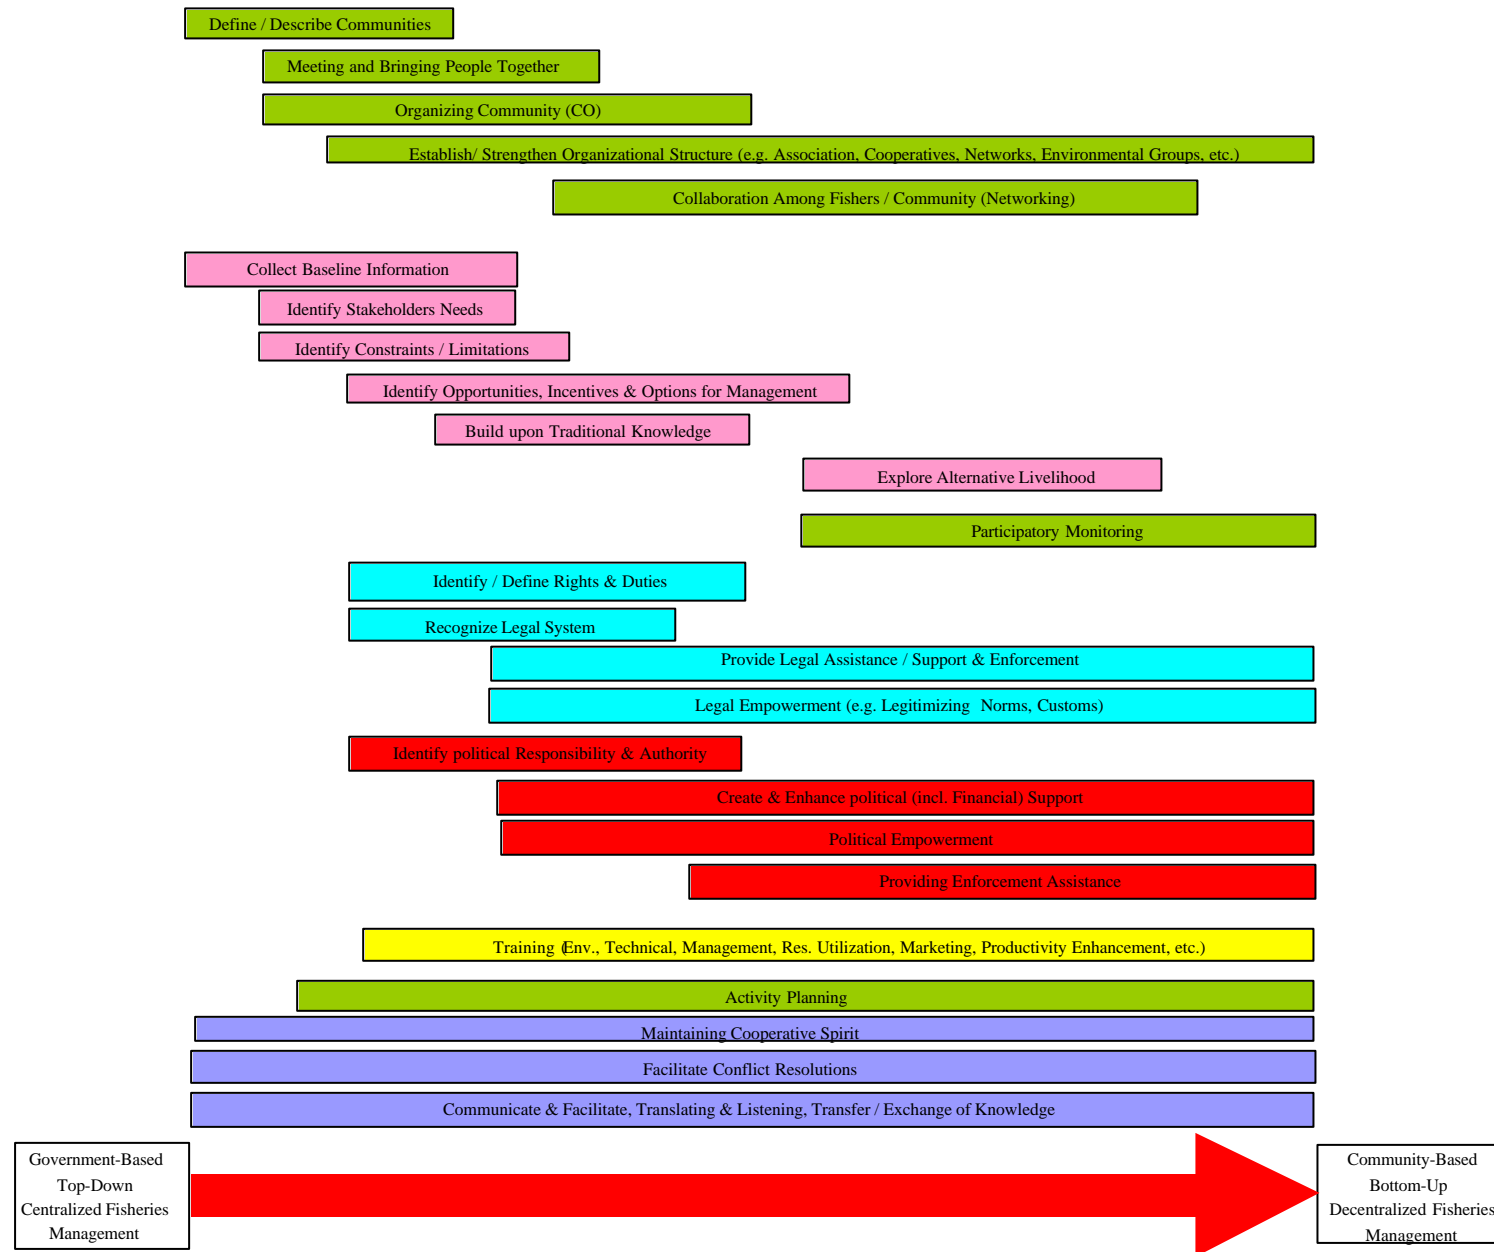 Define / Describe Communities
Meeting and Bringing People Together
Organizing Community (CO)
Establish/ Strengthen Organizational Structure (e.g. Association, Cooperatives, Networks, Environmental Groups, etc.)
Collaboration Among Fishers / Community (Networking)
Collect Baseline Information
Identify Stakeholders Needs
Identify Constraints / Limitations
Identify Opportunities, Incentives & Options for Management
Build upon Traditional Knowledge
Explore Alternative Livelihood
Participatory Monitoring
Identify / Define Rights & Duties
Recognize Legal System
Provide Legal Assistance / Support & Enforcement
Legal Empowerment (e.g. Legitimizing Norms, Customs)
Identify political Responsibility & Authority
Create & Enhance political (incl. Financial) Support
Political Empowerment
Providing Enforcement Assistance
Training (Env., Technical, Management, Res. Utilization, Marketing, Productivity Enhancement, etc.)
Activity Planning
Maintaining Cooperative Spirit
Facilitate Conflict Resolutions
Communicate & Facilitate, Translating & Listening, Transfer / Exchange of Knowledge
Government-Based
Top-Down
Centralized Fisheries
Management
Community-Based
Bottom-Up
Decentralized Fisheries
Management